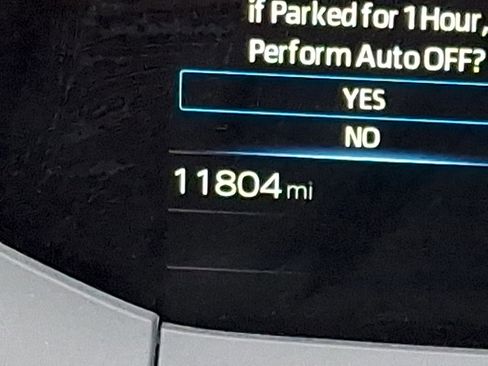 if Parked for 1 Hour,
Perform Auto OFF?
YES
NO
11804 mi